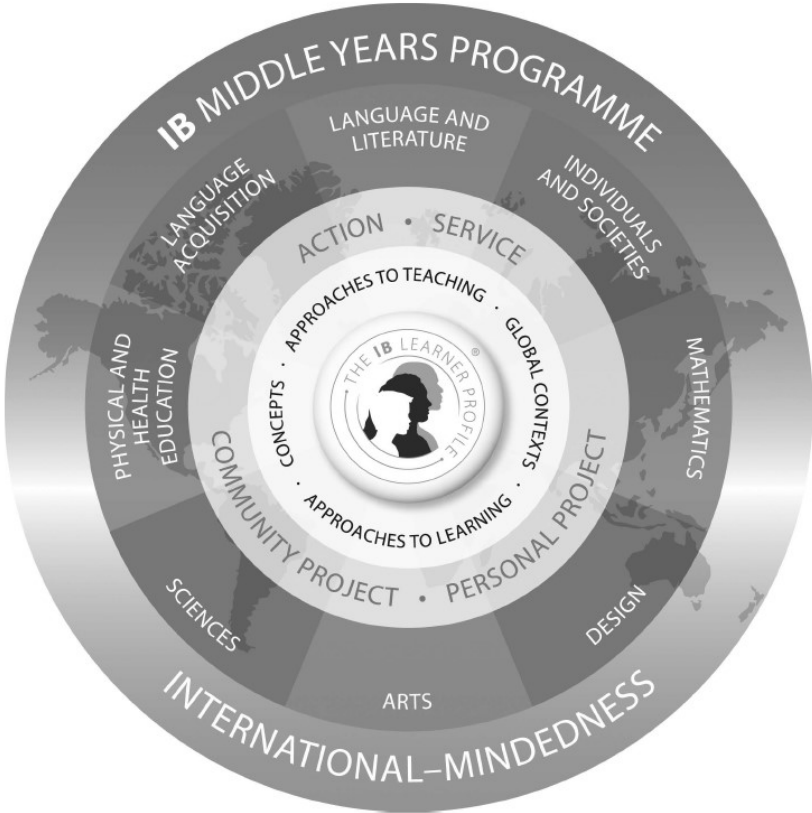 IB MIDDLE YEARS PROGRAMME
LANGUAGE AND
LITERATURE
INDIVIDUALS
AND SOCIETIES
MATHEMATICS
DESIGN
ARTS
SCIENCES
PHYSICAL AND
HEALTH
EDUCATION
LANGUAGE
ACQUISITION
ACTION • SERVICE
COMMUNITY PROJECT • PERSONAL PROJECT
APPROACHES TO TEACHING · GLOBAL CONTEXTS ·
CONCEPTS · APPROACHES TO LEARNING ·
THE IB LEARNER PROFILE ®
INTERNATIONAL–MINDEDNESS